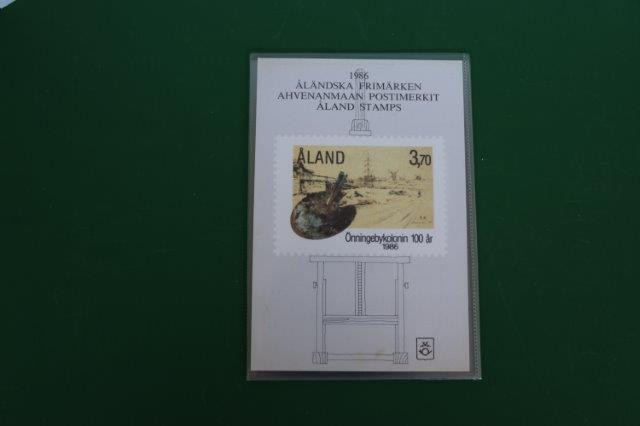 1986
ÅLÄNDSKA FRIMÄRKEN
AHVENANMAAN POSTIMERKIT
ÅLAND STAMPS
ÅLAND 3,70
Önningebykolonin 100 år
1986